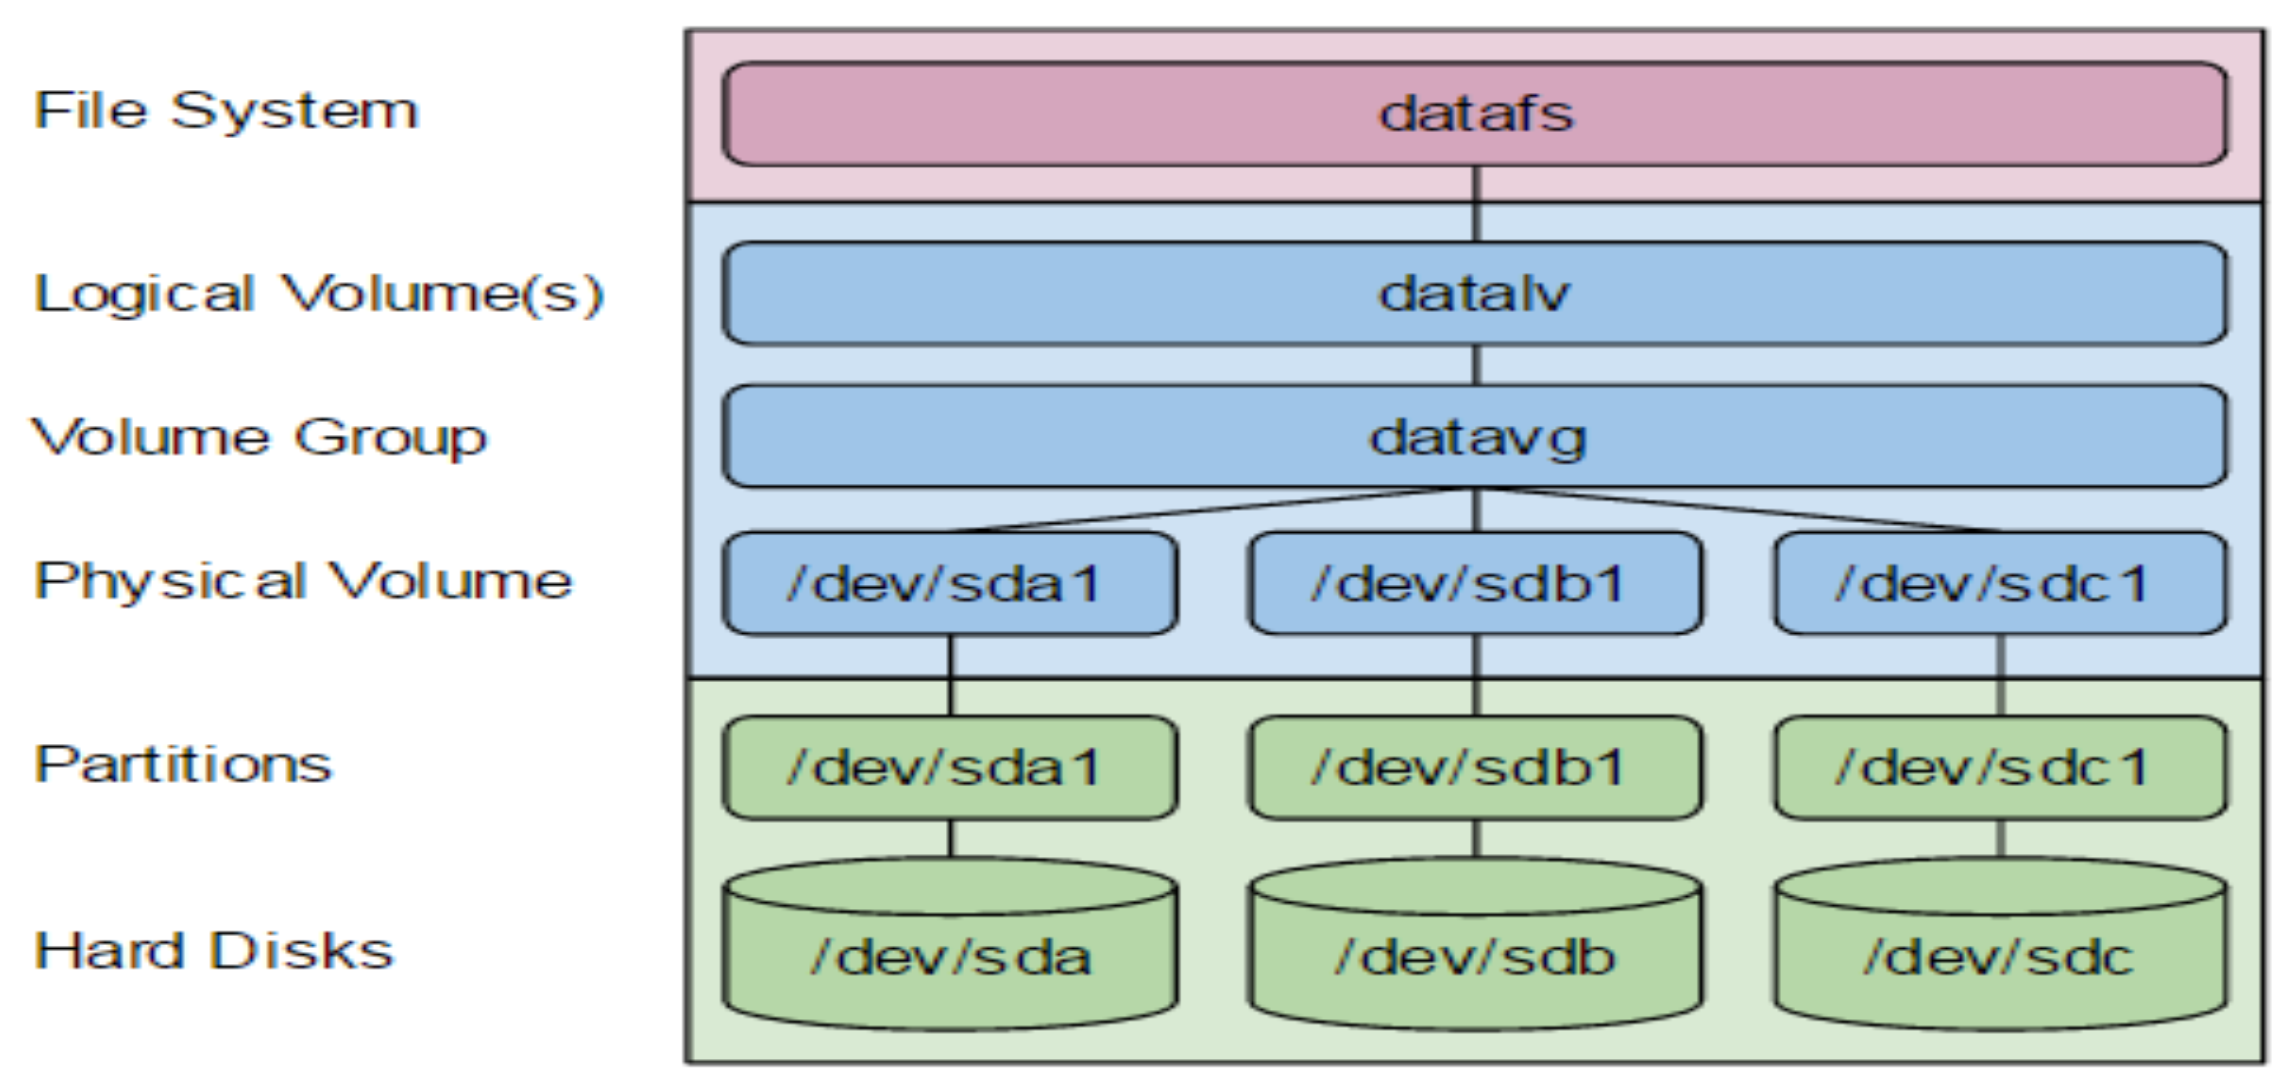 File System
datafs
Logical Volume(s)
datalv
Volume Group
datavg
Physical Volume
/dev/sda1
/dev/sdb1
/dev/sdc1
Partitions
/dev/sda1
/dev/sdb1
/dev/sdc1
Hard Disks
/dev/sda
/dev/sdb
/dev/sdc